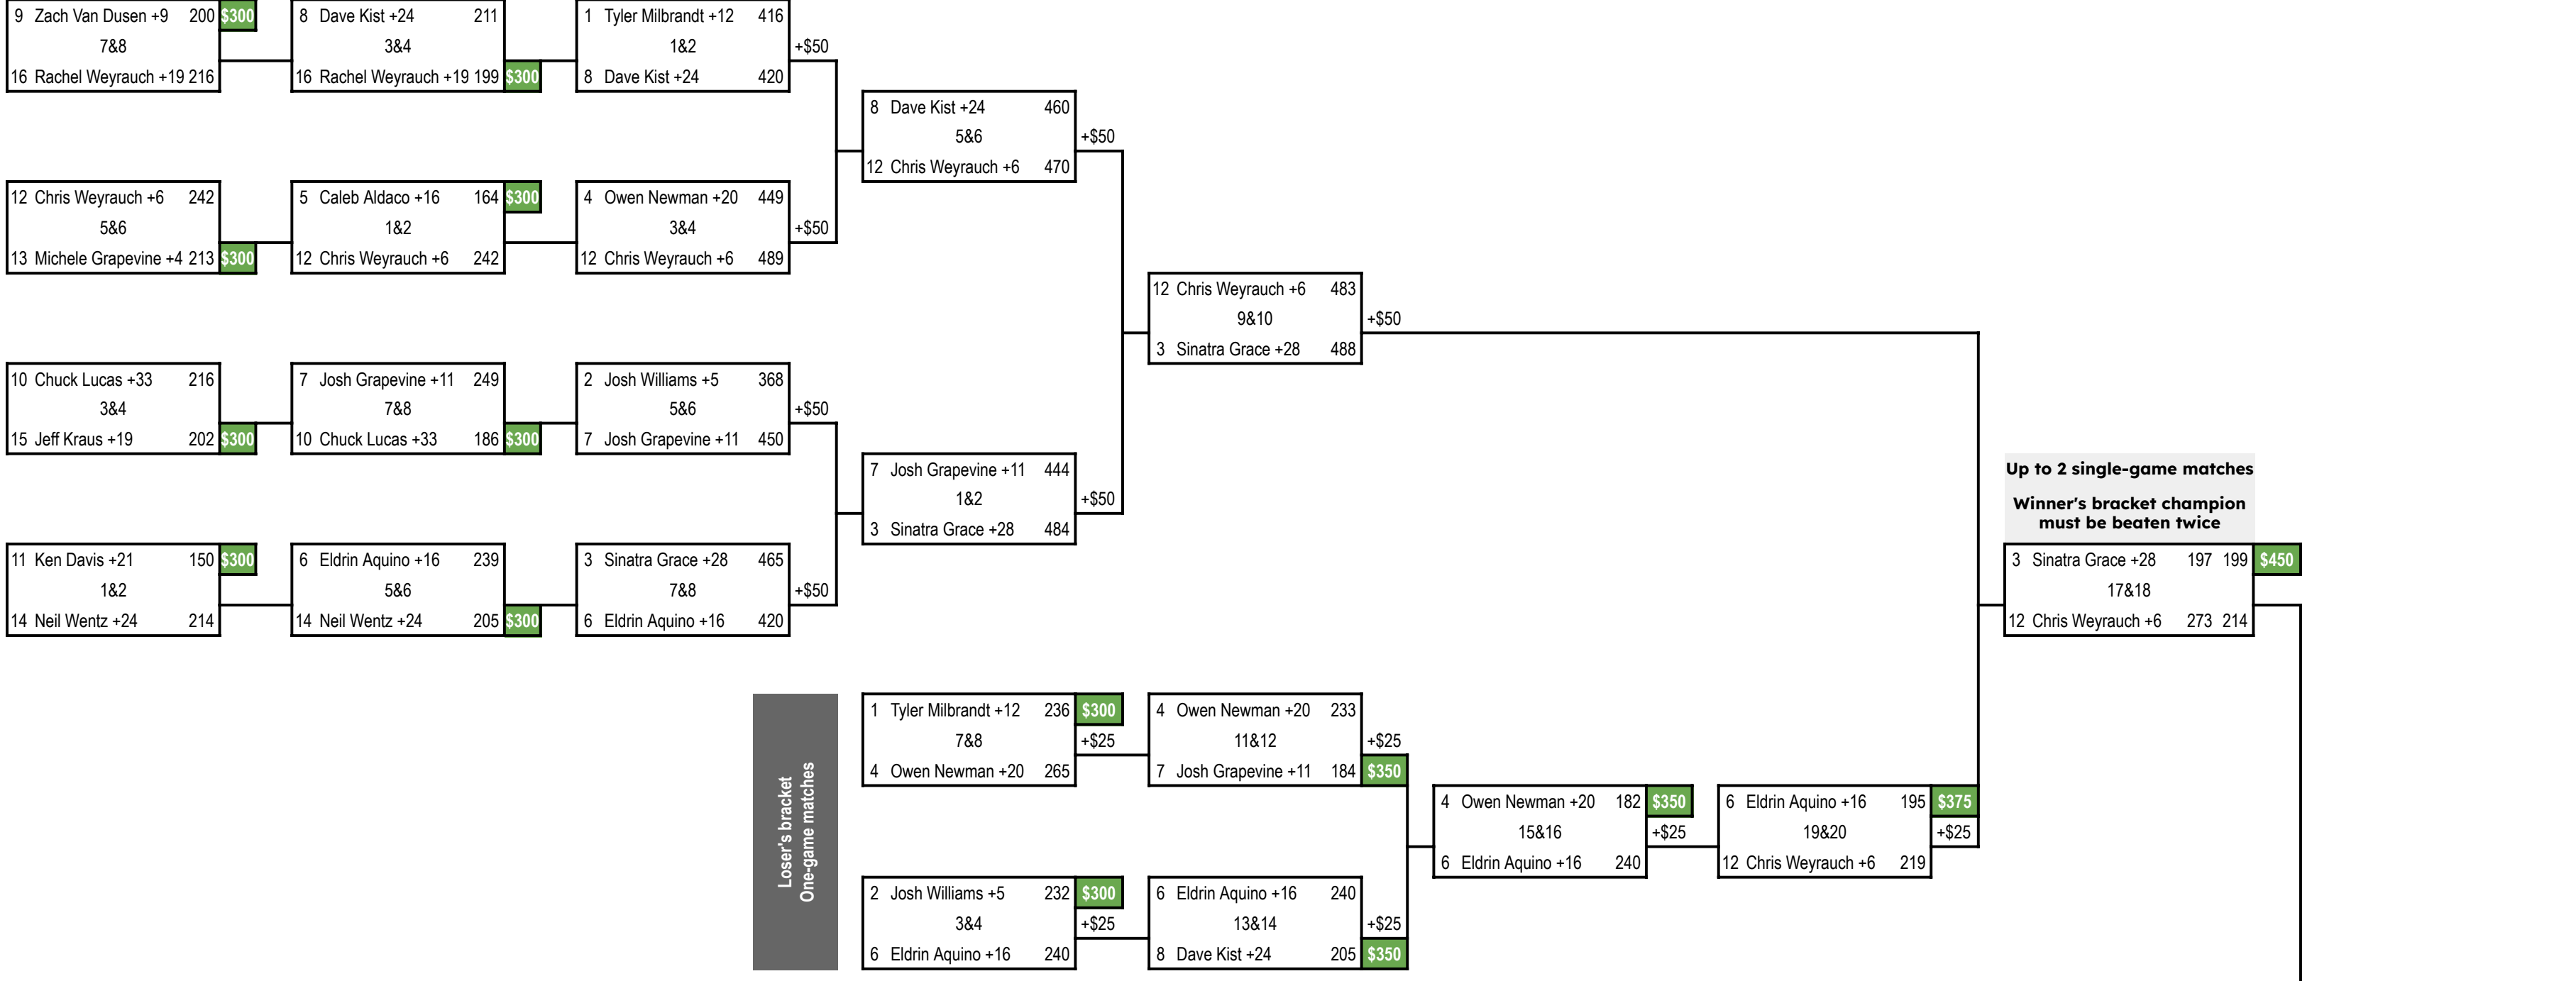 9 Zach Van Dusen +9 200 $300
7&8
16 Rachel Weyrauch +19 216
8 Dave Kist +24 211
3&4
16 Rachel Weyrauch +19 199 $300
1 Tyler Milbrandt +12 416
1&2
8 Dave Kist +24 420
+$50
8 Dave Kist +24 460
5&6
12 Chris Weyrauch +6 470
+$50
12 Chris Weyrauch +6 242
5&6
13 Michele Grapevine +4 213 $300
5 Caleb Aldaco +16 164 $300
1&2
12 Chris Weyrauch +6 242
4 Owen Newman +20 449
3&4
12 Chris Weyrauch +6 489
+$50
12 Chris Weyrauch +6 483
9&10
3 Sinatra Grace +28 488
+$50
10 Chuck Lucas +33 216
3&4
15 Jeff Kraus +19 202 $300
7 Josh Grapevine +11 249
7&8
10 Chuck Lucas +33 186 $300
2 Josh Williams +5 368
5&6
7 Josh Grapevine +11 450
+$50
7 Josh Grapevine +11 444
1&2
3 Sinatra Grace +28 484
+$50
11 Ken Davis +21 150 $300
1&2
14 Neil Wentz +24 214
6 Eldrin Aquino +16 239
5&6
14 Neil Wentz +24 205 $300
3 Sinatra Grace +28 465
7&8
6 Eldrin Aquino +16 420
+$50
Up to 2 single-game matches
Winner's bracket champion
must be beaten twice
3 Sinatra Grace +28 197 199 $450
17&18
12 Chris Weyrauch +6 273 214
Loser's bracket
One-game matches
1 Tyler Milbrandt +12 236 $300
7&8 +$25
4 Owen Newman +20 265
4 Owen Newman +20 233
11&12 +$25
7 Josh Grapevine +11 184 $350
2 Josh Williams +5 232 $300
3&4 +$25
6 Eldrin Aquino +16 240
6 Eldrin Aquino +16 240
13&14 +$25
8 Dave Kist +24 205 $350
4 Owen Newman +20 182 $350
15&16 +$25
6 Eldrin Aquino +16 240
6 Eldrin Aquino +16 195 $375
19&20 +$25
12 Chris Weyrauch +6 219